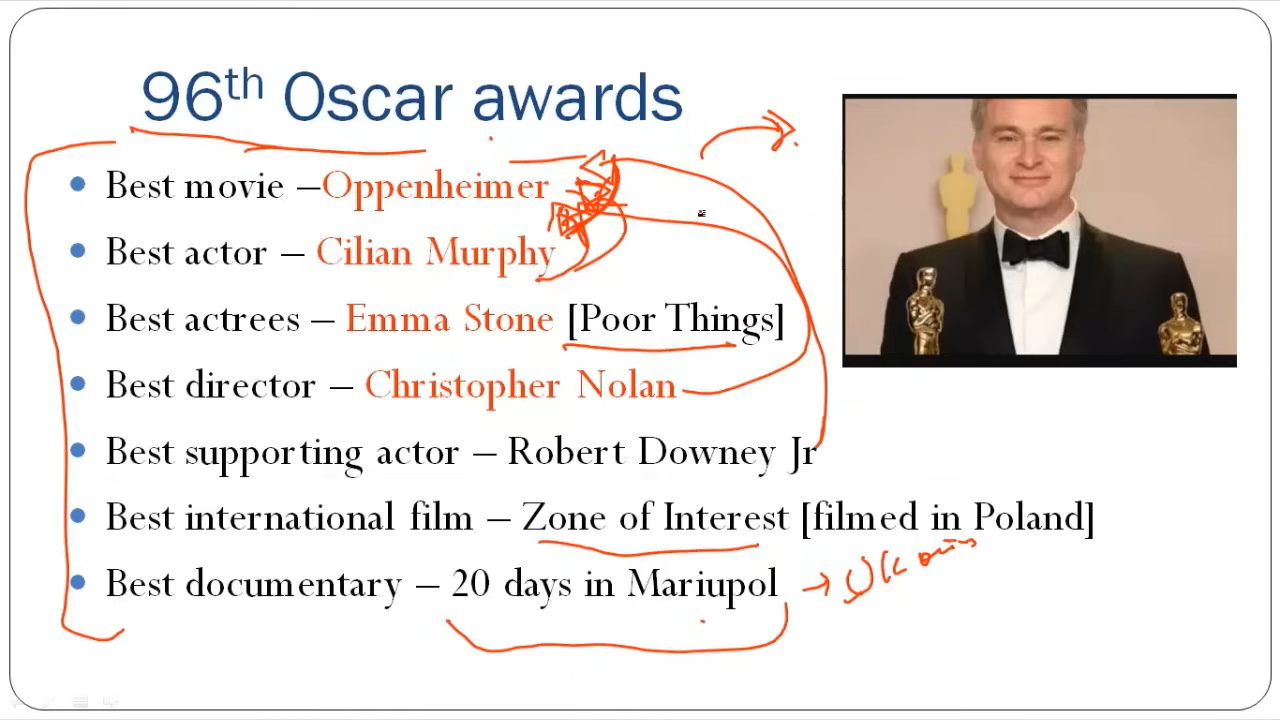 96th Oscar awards
Best movie –Oppenheimer
Best actor – Cilian Murphy
Best actrees – Emma Stone [Poor Things]
Best director – Christopher Nolan
Best supporting actor – Robert Downey Jr
Best international film – Zone of Interest [filmed in Poland]
Best documentary – 20 days in Mariupol